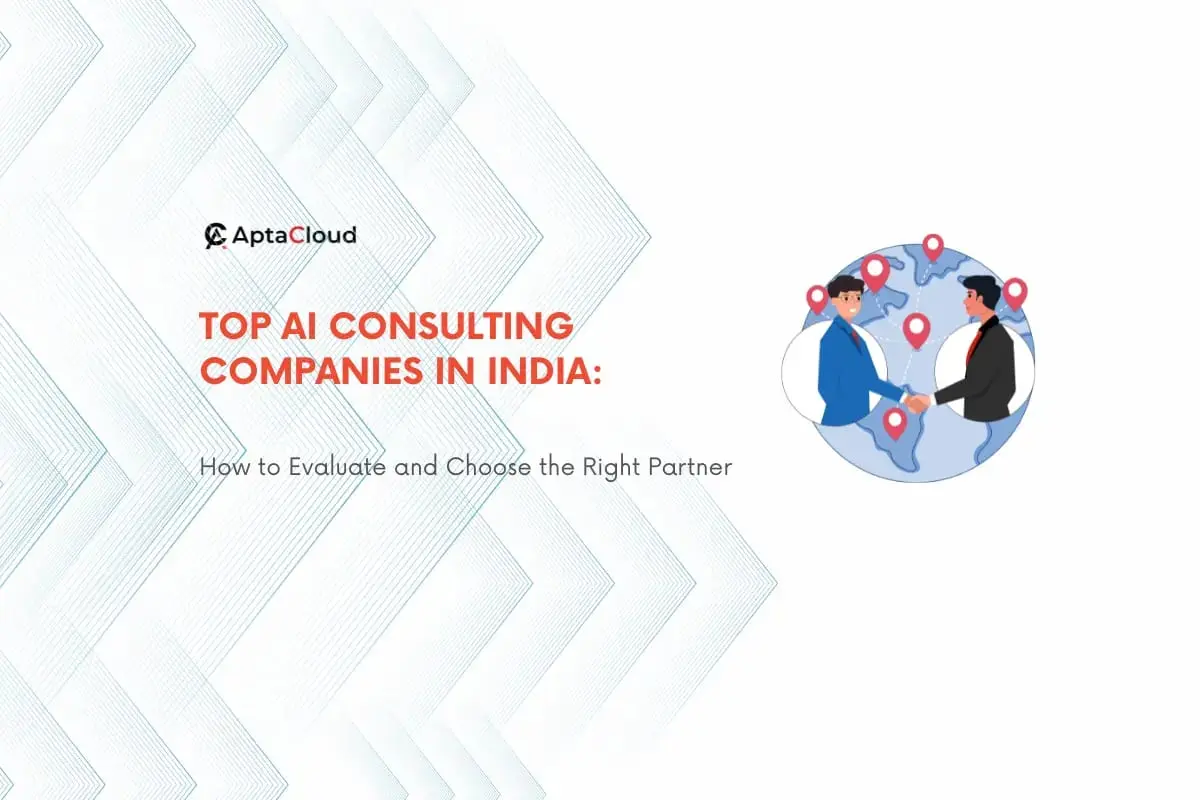 AptaCloud
TOP AI CONSULTING
COMPANIES IN INDIA:
How to Evaluate and Choose the Right Partner